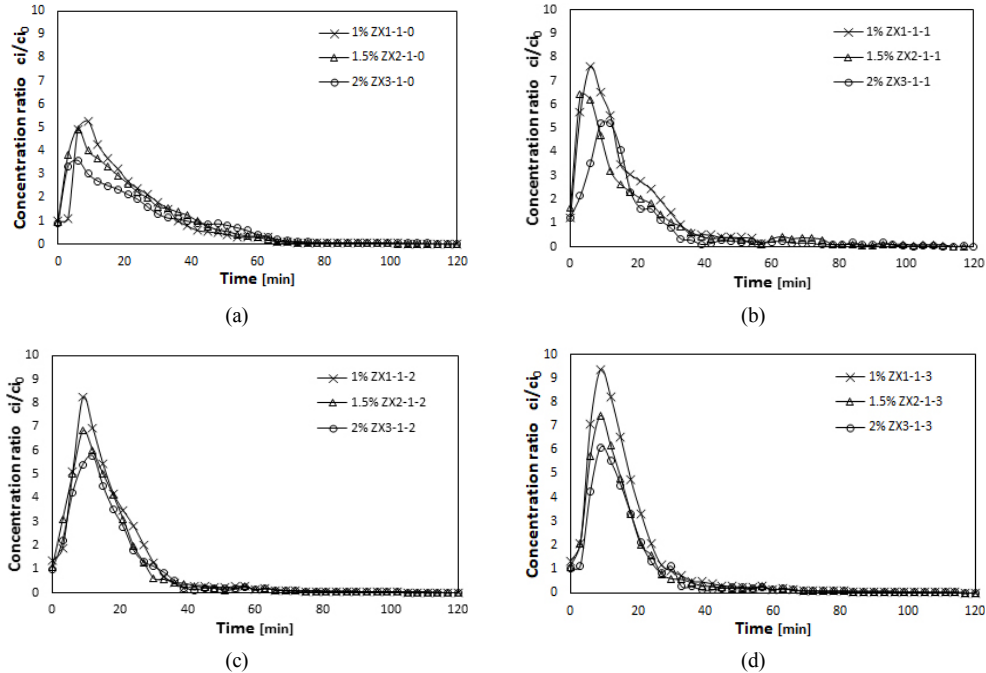 10
9
8
7
6
5
4
3
2
1
0
Concentration ratio ci/ci0
1% ZX1-1-0
1.5% ZX2-1-0
2% ZX3-1-0
0 20 40 60 80 100 120
Time [min]
(a)
10
9
8
7
6
5
4
3
2
1
0
Concentration ratio ci/ci0
1% ZX1-1-1
1.5% ZX2-1-1
2% ZX3-1-1
0 20 40 60 80 100 120
Time [min]
(b)
10
9
8
7
6
5
4
3
2
1
0
Concentration ratio ci/ci0
1% ZX1-1-2
1.5% ZX2-1-2
2% ZX3-1-2
0 20 40 60 80 100 120
Time [min]
(c)
10
9
8
7
6
5
4
3
2
1
0
Concentration ratio ci/ci0
1% ZX1-1-3
1.5% ZX2-1-3
2% ZX3-1-3
0 20 40 60 80 100 120
Time [min]
(d)